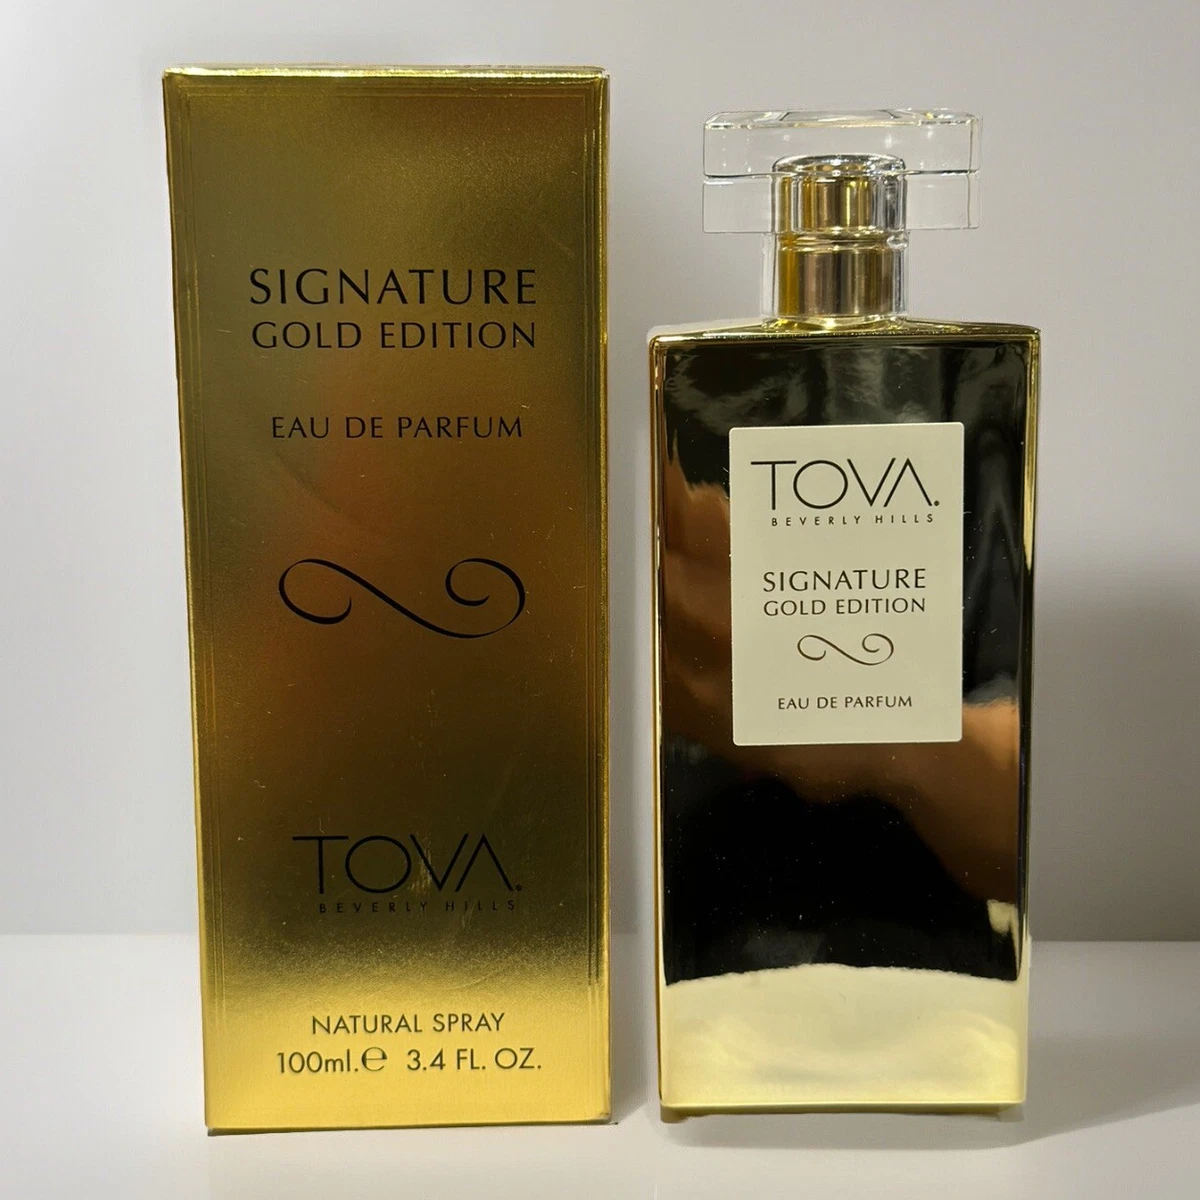 SIGNATURE
GOLD EDITION
EAU DE PARFUM
TOVA.
BEVERLY HILLS
NATURAL SPRAY
100ml.e 3.4 FL. OZ.
TOVA.
BEVERLY HILLS
SIGNATURE
GOLD EDITION
EAU DE PARFUM